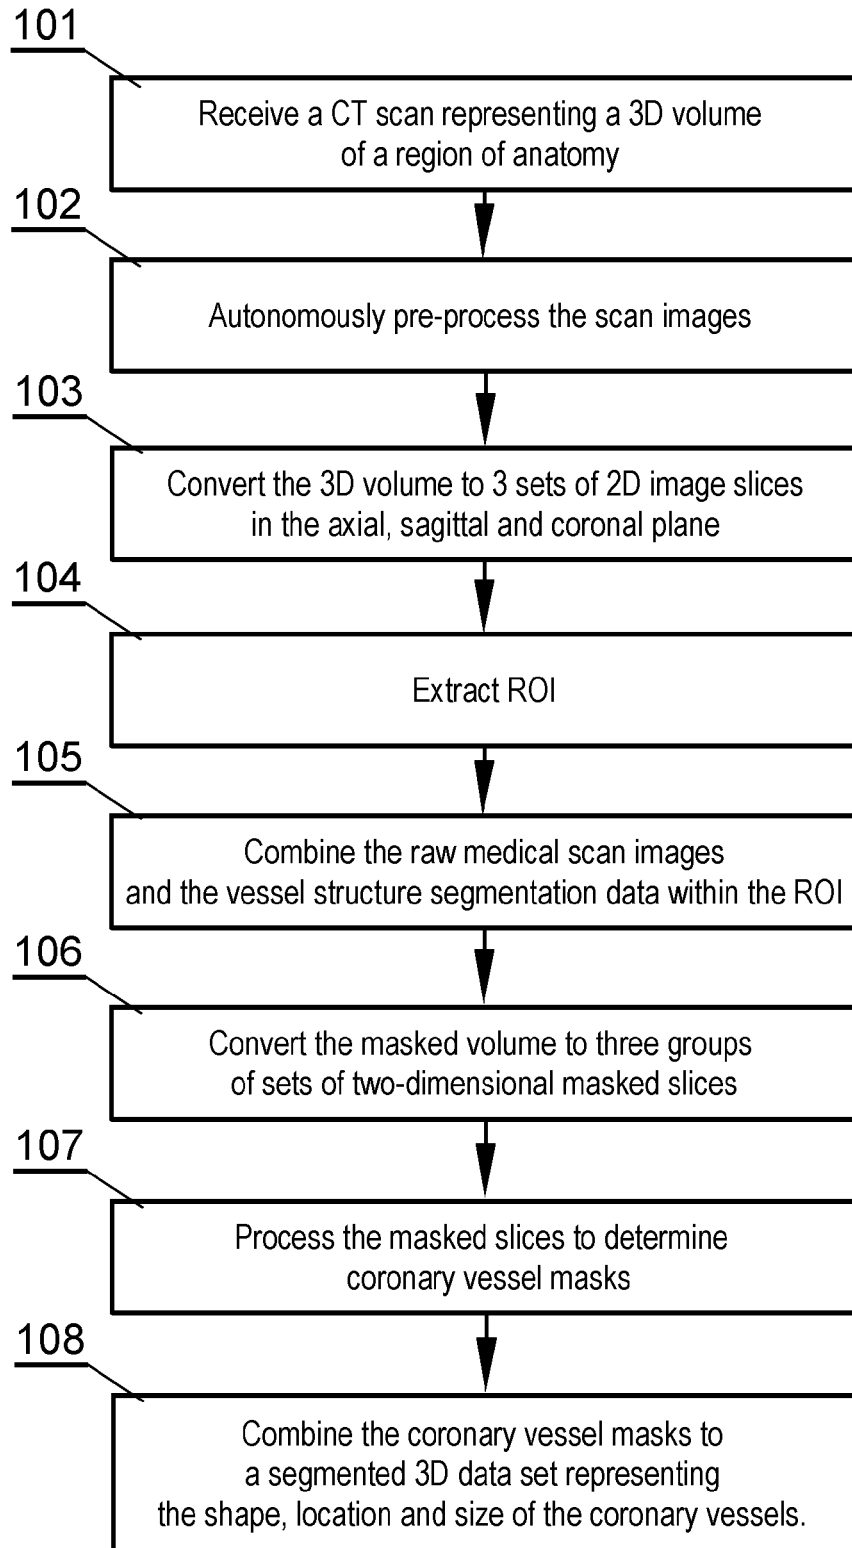 101
Receive a CT scan representing a 3D volume
of a region of anatomy
102
Autonomously pre-process the scan images
103
Convert the 3D volume to 3 sets of 2D image slices
in the axial, sagittal and coronal plane
104
Extract ROI
105
Combine the raw medical scan images
and the vessel structure segmentation data within the ROI
106
Convert the masked volume to three groups
of sets of two-dimensional masked slices
107
Process the masked slices to determine
coronary vessel masks
108
Combine the coronary vessel masks to
a segmented 3D data set representing
the shape, location and size of the coronary vessels.